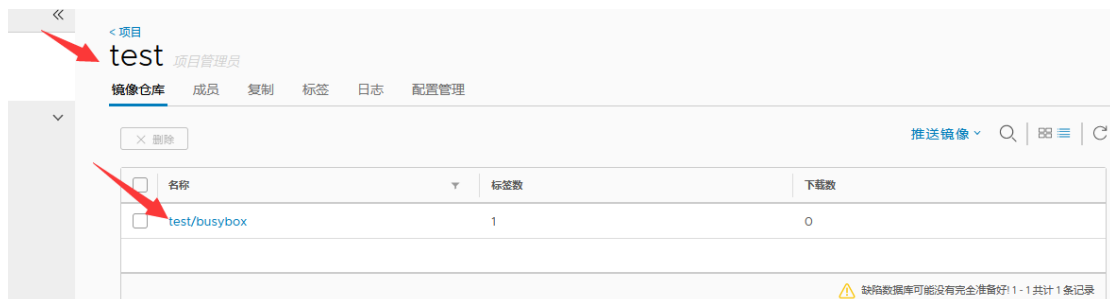 < 项目
test 项目管理员
镜像仓库 成员 复制 标签 日志 配置管理
× 删除 推送镜像
名称 标签数 下载数
test/busybox 1 0
缺陷数据库可能没有完全准备好! 1 - 1 共计 1 条记录